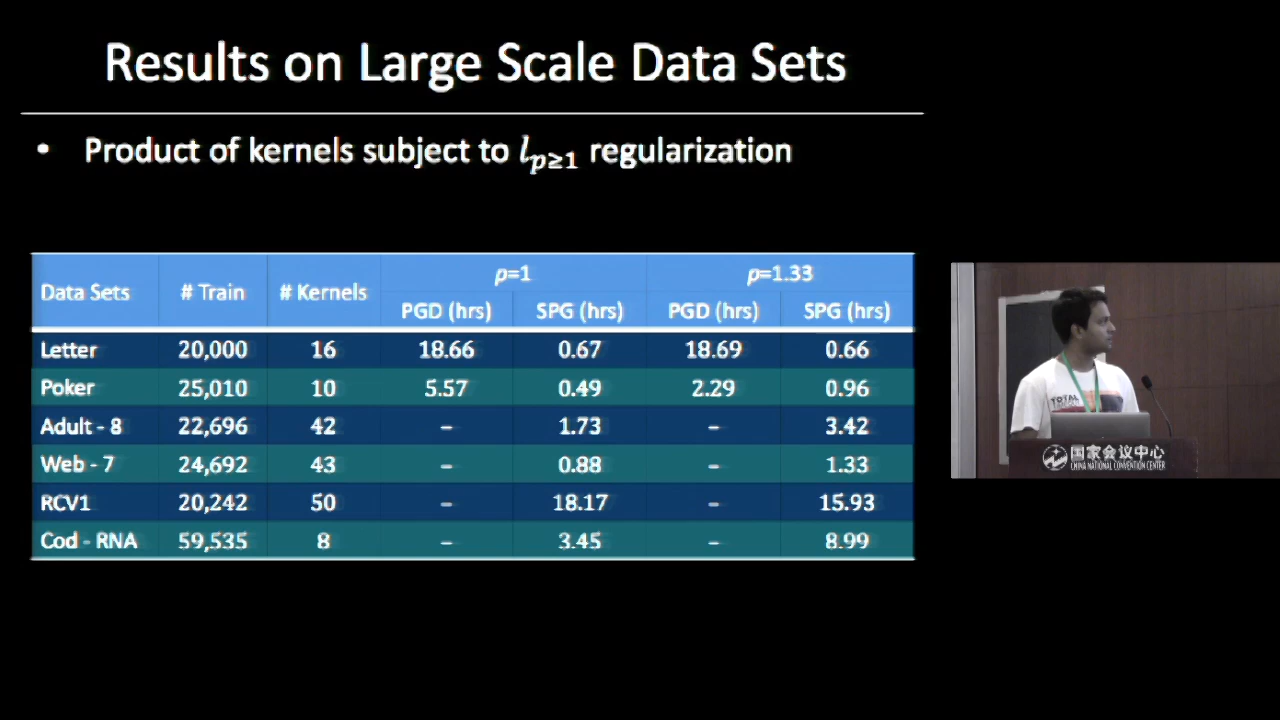 Results on Large Scale Data Sets
• Product of kernels subject to l_{p≥1} regularization
Data Sets # Train # Kernels p=1 p=1.33
PGD (hrs) SPG (hrs) PGD (hrs) SPG (hrs)
Letter 20,000 16 18.66 0.67 18.69 0.66
Poker 25,010 10 5.57 0.49 2.29 0.96
Adult - 8 22,696 42 – 1.73 – 3.42
Web - 7 24,692 43 – 0.88 – 1.33
RCV1 20,242 50 – 18.17 – 15.93
Cod - RNA 59,535 8 – 3.45 – 8.99
TOTAL
国家会议中心
CHINA NATIONAL CONVENTION CENTER